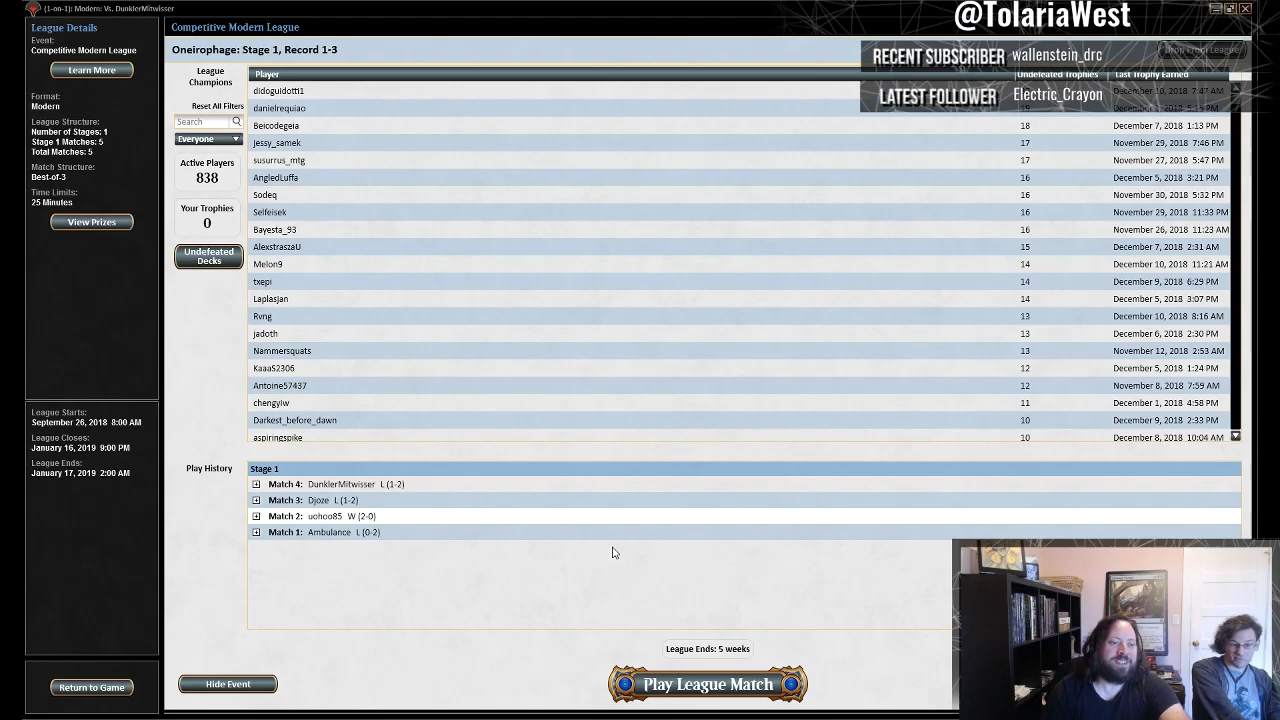 (1-on-1): Modern: Vs. DunklerMitwisser
@TolariaWest
RECENT SUBSCRIBER wallenstein_drc
LATEST FOLLOWER Electric_Crayon
League Details
Event:
Competitive Modern League
Learn More
Format:
Modern
League Structure:
Number of Stages: 1
Stage 1 Matches: 5
Total Matches: 5
Match Structure:
Best-of-3
Time Limits:
25 Minutes
View Prizes
League Starts:
September 26, 2018 8:00 AM
League Closes:
January 16, 2019 9:00 PM
League Ends:
January 17, 2019 2:00 AM
Return to Game
Competitive Modern League
Oneirophage: Stage 1, Record 1-3
Drop From League
League Champions
Reset All Filters
Search
Everyone
Active Players
838
Your Trophies
0
Undefeated Decks
Player Undefeated Trophies Last Trophy Earned
didoguidotti1 December 10, 2018 7:47 AM
danielrequiao
Beicodegeia 18 December 7, 2018 1:13 PM
jessy_samek 17 November 29, 2018 7:46 PM
susurrus_mtg 17 November 27, 2018 5:47 PM
AngledLuffa 16 December 5, 2018 3:21 PM
Sodeq 16 November 30, 2018 5:32 PM
Selfeisek 16 November 29, 2018 11:33 PM
Bayesta_93 16 November 26, 2018 11:23 AM
AlexstraszaU 15 December 7, 2018 2:31 AM
Melon9 14 December 10, 2018 11:21 AM
txepi 14 December 9, 2018 6:29 PM
Laplasjan 14 December 5, 2018 3:07 PM
Rvng 13 December 10, 2018 8:16 AM
jadoth 13 December 6, 2018 2:30 PM
Nammersquats 13 November 12, 2018 2:53 AM
KaaaS2306 12 December 5, 2018 1:24 PM
Antoine57437 12 November 8, 2018 7:59 AM
chengyiw 11 December 1, 2018 4:58 PM
Darkest_before_dawn 10 December 9, 2018 2:33 PM
aspiringspike 10 December 8, 2018 10:04 AM
Play History
Stage 1
Match 4: DunklerMitwisser L (1-2)
Match 3: Djoze L (1-2)
Match 2: uohoo85 W (2-0)
Match 1: Ambulance L (0-2)
League Ends: 5 weeks
Hide Event
Play League Match